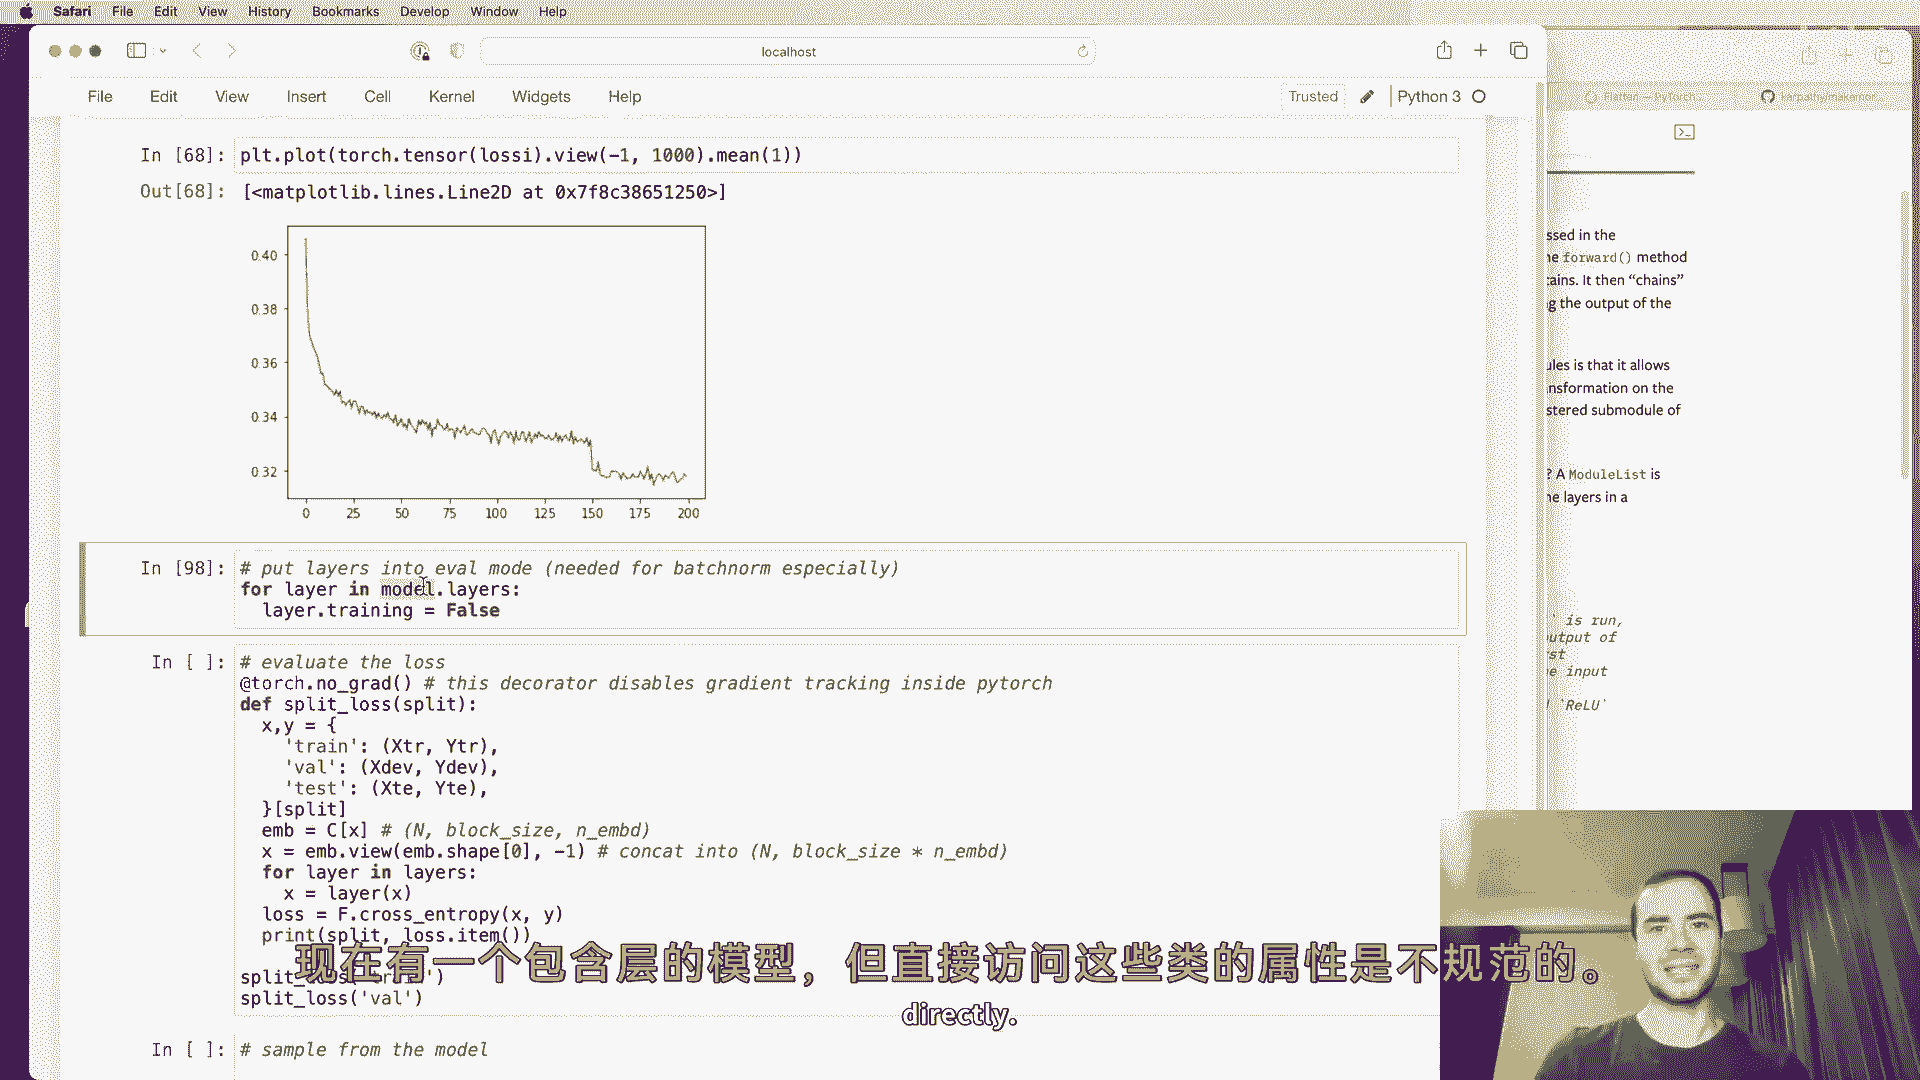 Safari File Edit View History Bookmarks Develop Window Help
localhost
File Edit View Insert Cell Kernel Widgets Help
Trusted Python 3
Flatten — PyTorch
In [68]: plt.plot(torch.tensor(lossi).view(-1, 1000).mean(1))
Out[68]: [<matplotlib.lines.Line2D at 0x7f8c38651250>]
0.40
0.38
0.36
0.34
0.32
0 25 50 75 100 125 150 175 200
In [98]: # put layers into eval mode (needed for batchnorm especially)
for layer in model.layers:
layer.training = False
In [ ]: # evaluate the loss
@torch.no_grad() # this decorator disables gradient tracking inside pytorch
def split_loss(split):
x,y = {
'train': (Xtr, Ytr),
'val': (Xdev, Ydev),
'test': (Xte, Yte),
}[split]
emb = C[x] # (N, block_size, n_embd)
x = emb.view(emb.shape[0], -1) # concat into (N, block_size * n_embd)
for layer in layers:
x = layer(x)
loss = F.cross_entropy(x, y)
print(split, loss.item())
split_loss('train')
split_loss('val')
In [ ]: # sample from the model
ssed in the
he forward() method
tains. It then “chains”
g the output of the
ules is that it allows
ansformation on the
stered submodule of
? A ModuleList is
he layers in a
` is run,
output of
st
e input
`ReLU`
现在有一个包含层的模型，但直接访问这些类的属性是不规范的。
directly.